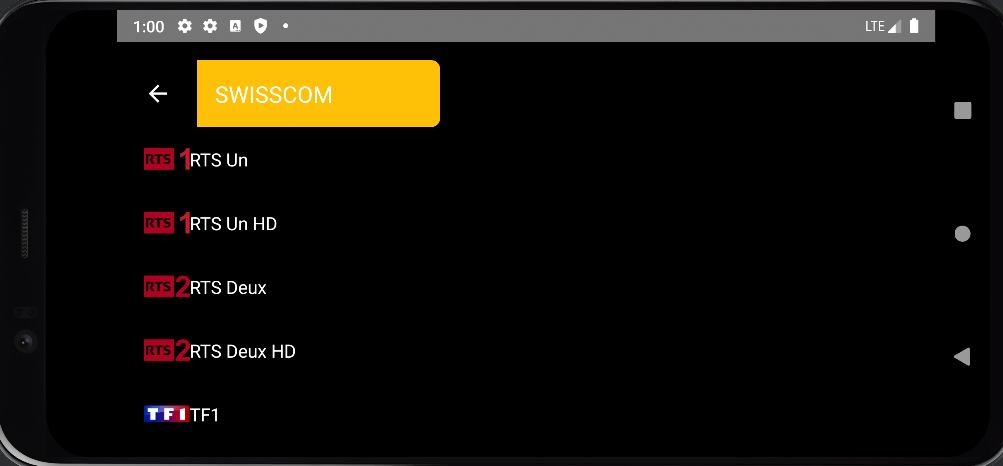 1:00 A LTE
SWISSCOM
RTS 1 RTS Un
RTS 1 RTS Un HD
RTS 2 RTS Deux
RTS 2 RTS Deux HD
TF1 TF1